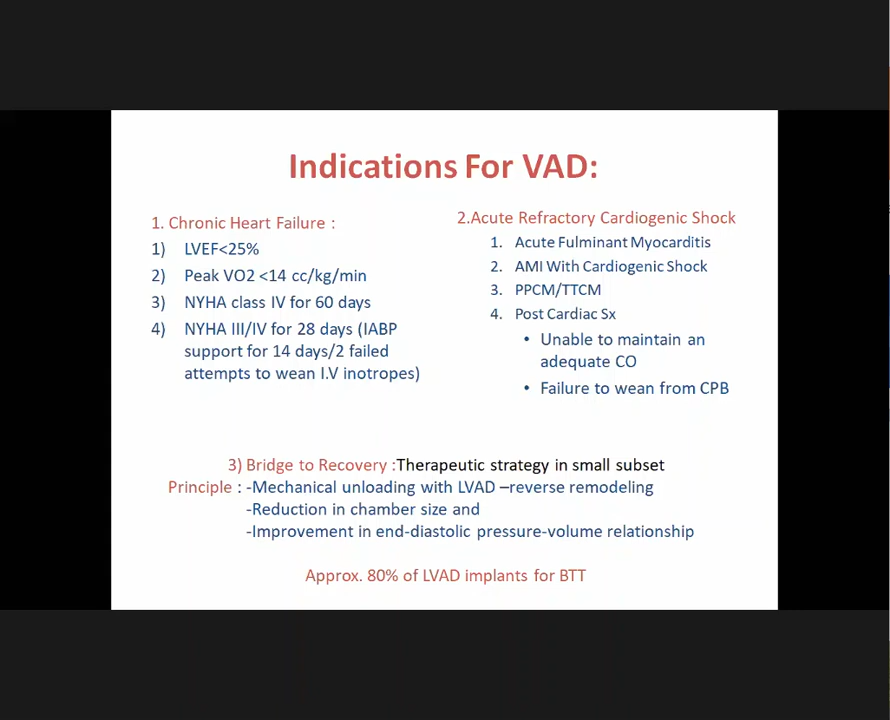 Indications For VAD:
1. Chronic Heart Failure :
1) LVEF<25%
2) Peak VO2 <14 cc/kg/min
3) NYHA class IV for 60 days
4) NYHA III/IV for 28 days (IABP
support for 14 days/2 failed
attempts to wean I.V inotropes)
2.Acute Refractory Cardiogenic Shock
1. Acute Fulminant Myocarditis
2. AMI With Cardiogenic Shock
3. PPCM/TTCM
4. Post Cardiac Sx
• Unable to maintain an
adequate CO
• Failure to wean from CPB
3) Bridge to Recovery :Therapeutic strategy in small subset
Principle : -Mechanical unloading with LVAD –reverse remodeling
-Reduction in chamber size and
-Improvement in end-diastolic pressure-volume relationship
Approx. 80% of LVAD implants for BTT